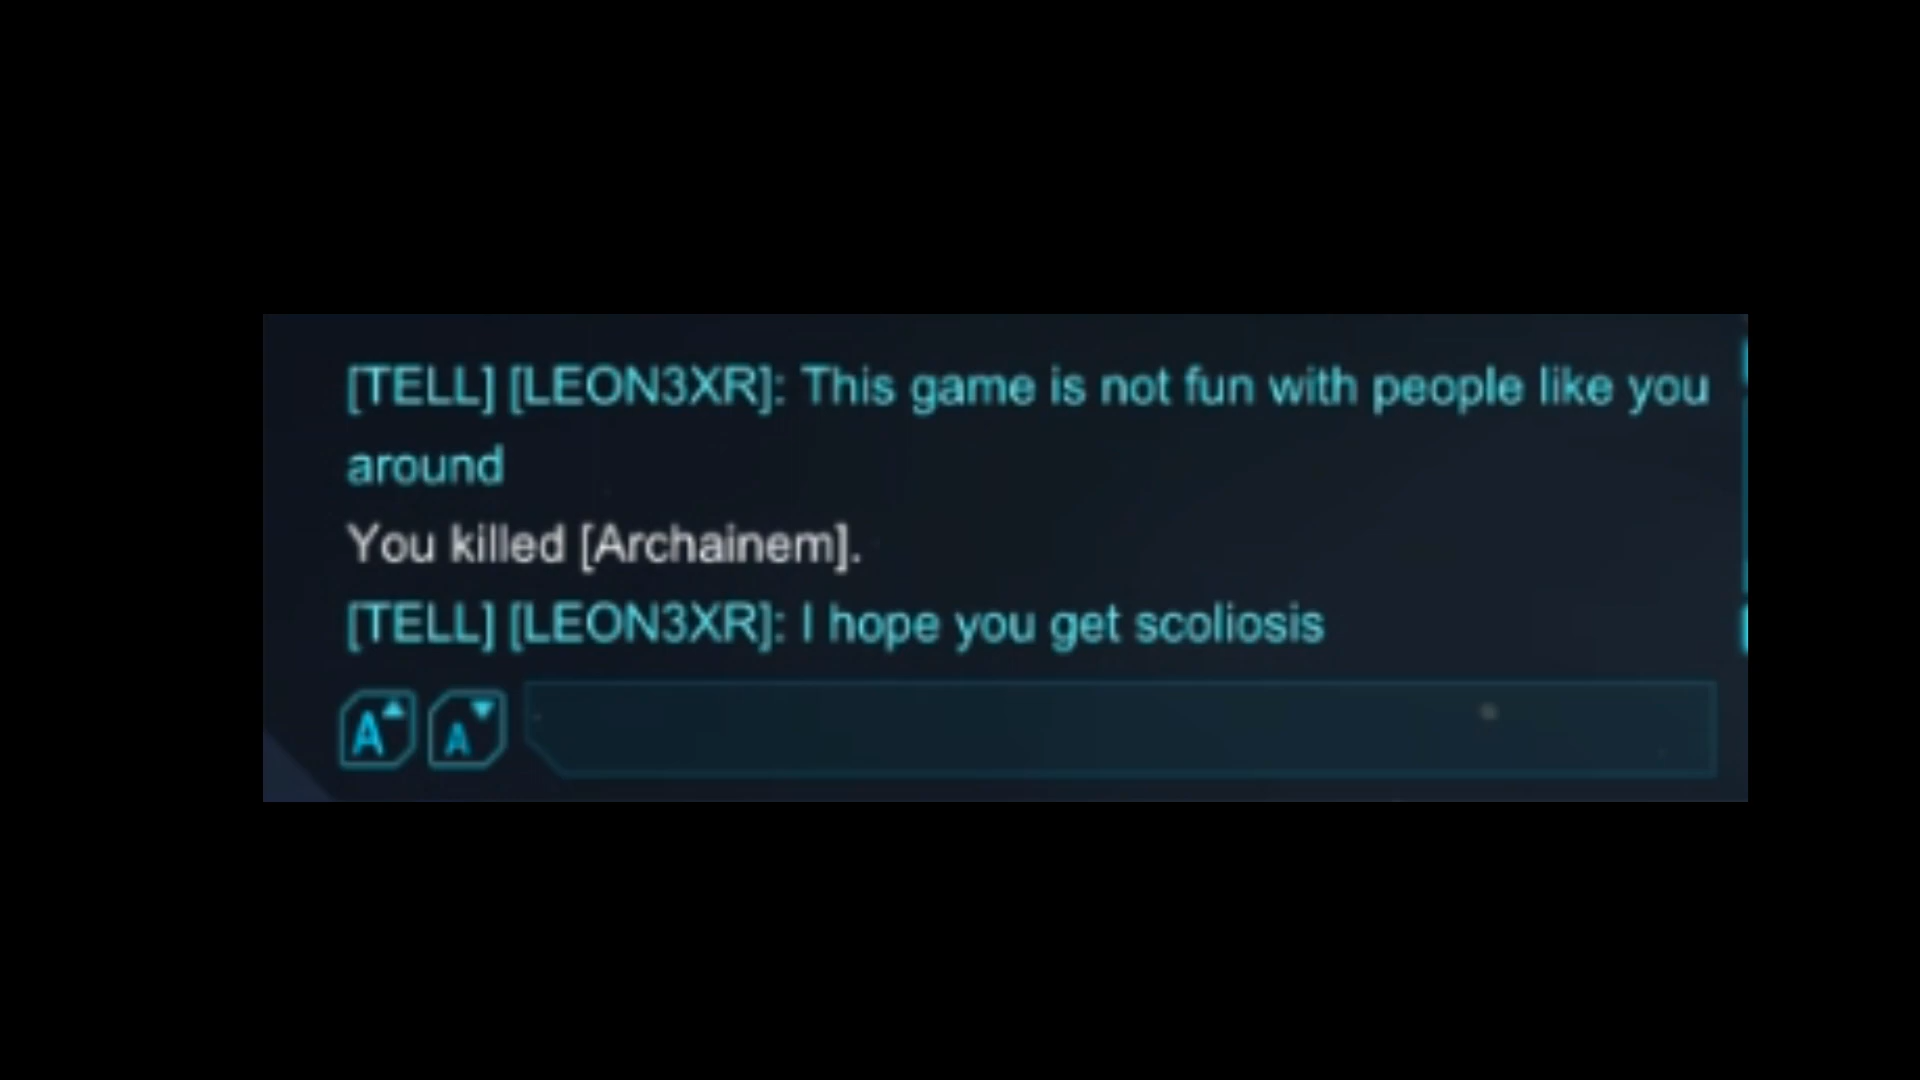 [TELL] [LEON3XR]: This game is not fun with people like you
around
You killed [Archainem].
[TELL] [LEON3XR]: I hope you get scoliosis
A A